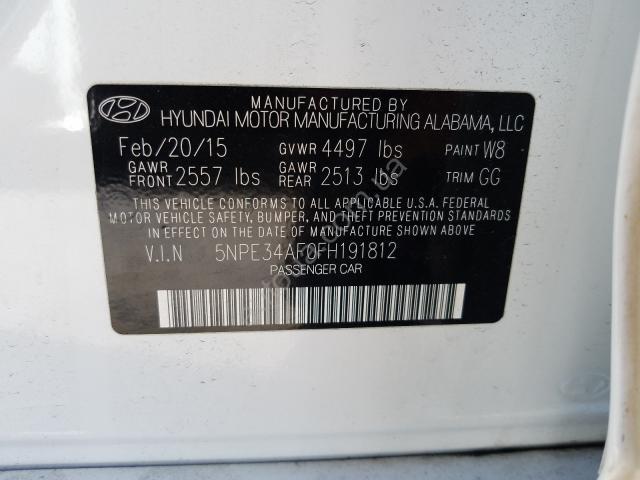 MANUFACTURED BY
HYUNDAI MOTOR MANUFACTURING ALABAMA, LLC
Feb/20/15 GVWR 4497 lbs PAINT W8
GAWR FRONT 2557 lbs GAWR REAR 2513 lbs TRIM GG
THIS VEHICLE CONFORMS TO ALL APPLICABLE U.S.A. FEDERAL
MOTOR VEHICLE SAFETY, BUMPER, AND THEFT PREVENTION STANDARDS
IN EFFECT ON THE DATE OF MANUFACTURE SHOWN ABOVE.
V.I.N 5NPE34AF0FH191812
PASSENGER CAR